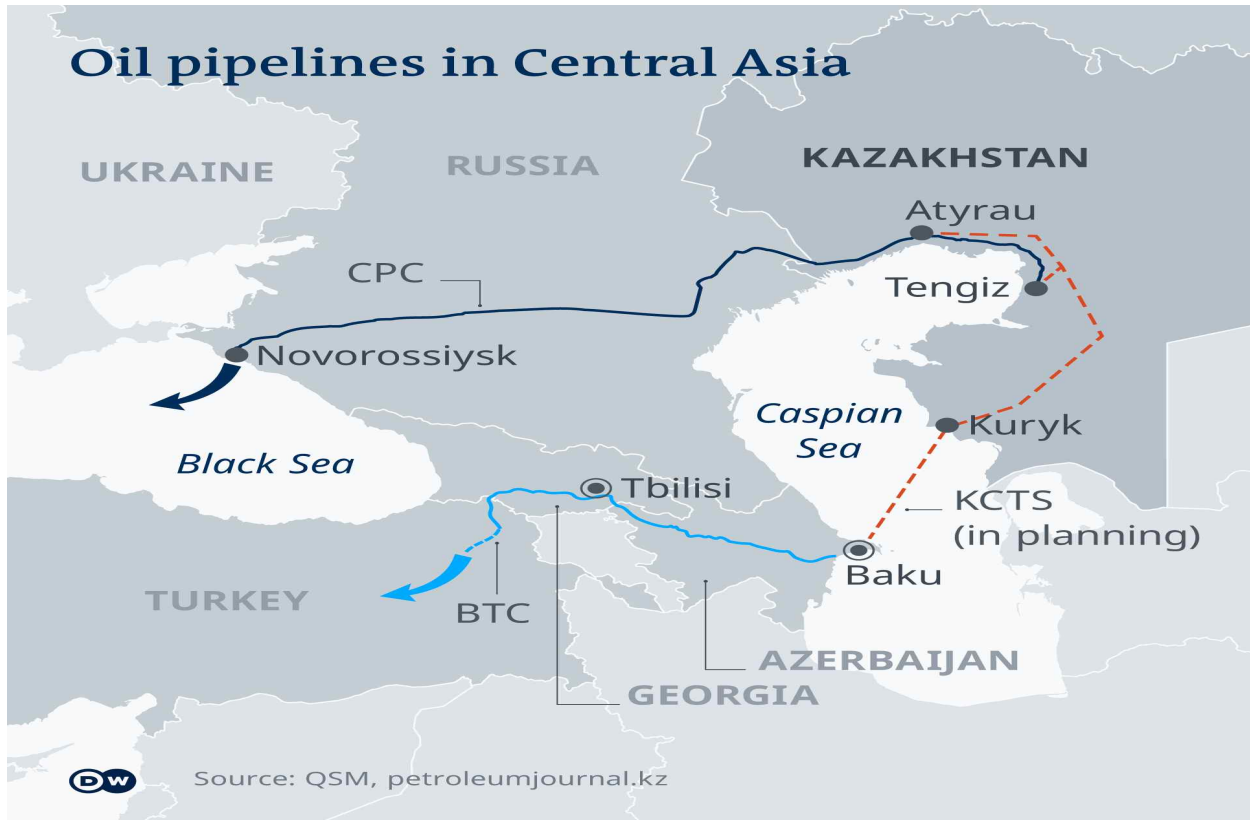 Oil pipelines in Central Asia
UKRAINE
RUSSIA
KAZAKHSTAN
Atyrau
CPC
Tengiz
Novorossiysk
Caspian
Sea
Kuryk
Black Sea
Tbilisi
KCTS
(in planning)
Baku
TURKEY
BTC
AZERBAIJAN
GEORGIA
DW
Source: QSM, petroleumjournal.kz